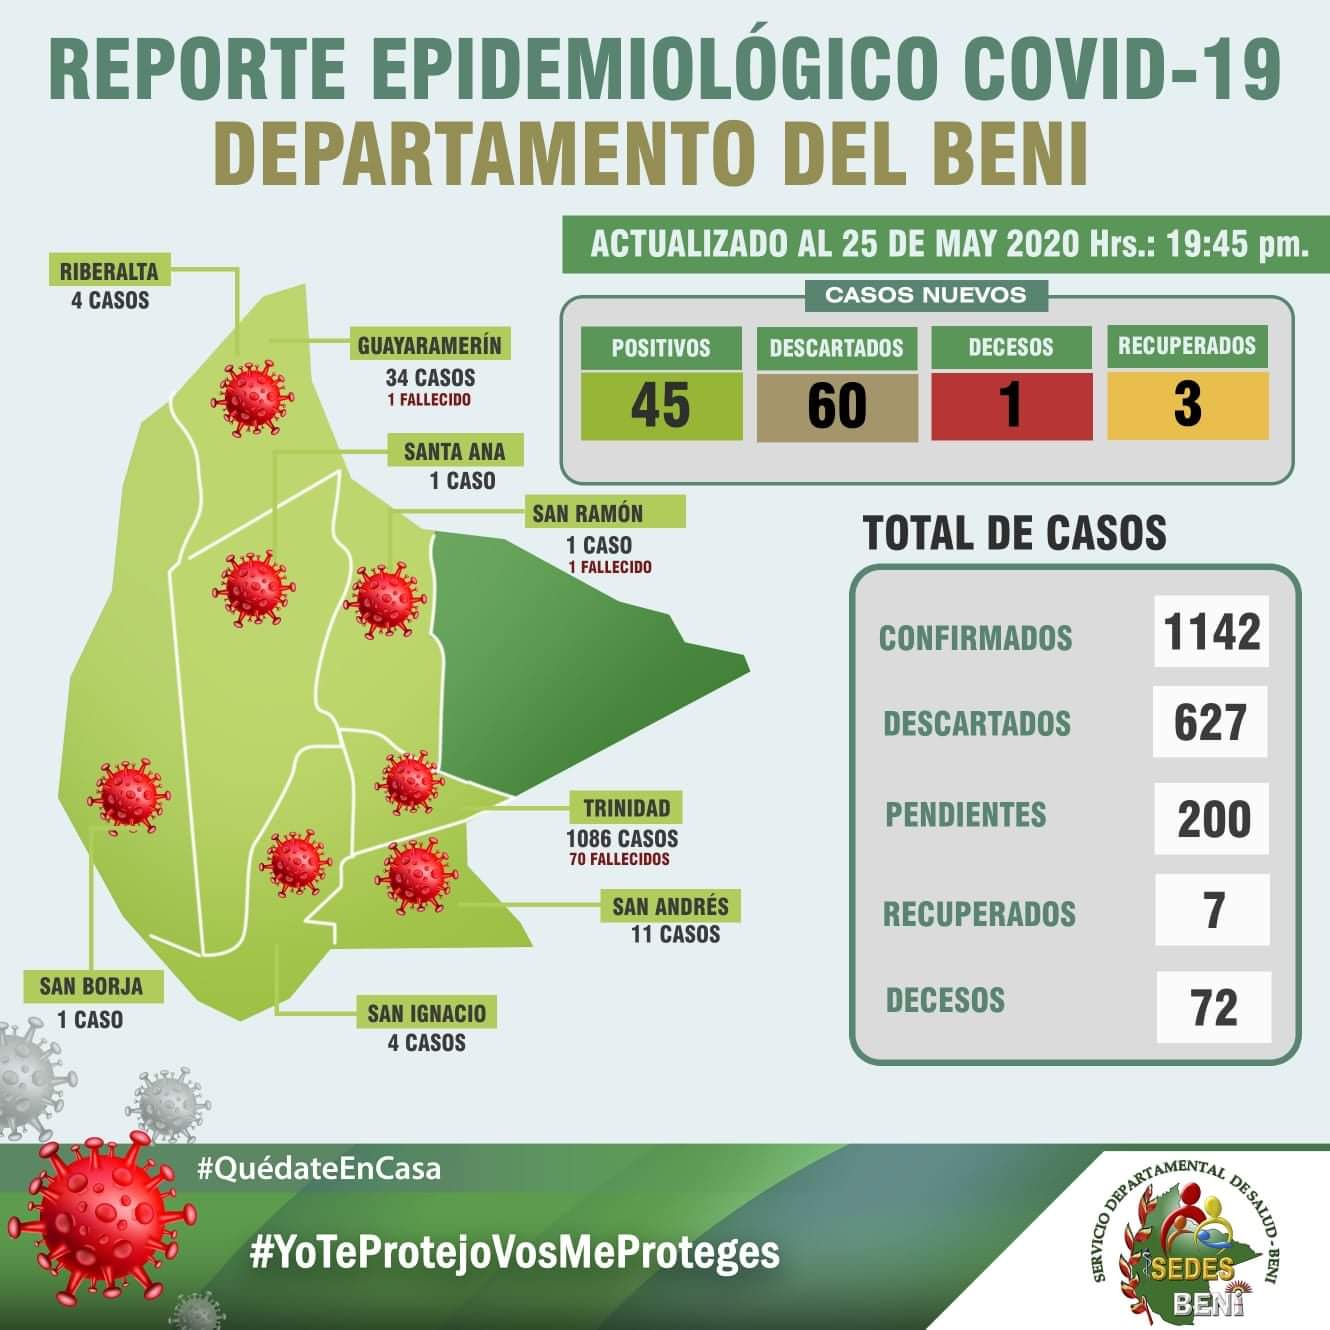 REPORTE EPIDEMIOLÓGICO COVID-19
DEPARTAMENTO DEL BENI
ACTUALIZADO AL 25 DE MAY 2020 Hrs.: 19:45 pm.
CASOS NUEVOS
POSITIVOS
45
DESCARTADOS
60
DECESOS
1
RECUPERADOS
3
RIBERALTA
4 CASOS
GUAYARAMERÍN
34 CASOS
1 FALLECIDO
SANTA ANA
1 CASO
SAN RAMÓN
1 CASO
1 FALLECIDO
TRINIDAD
1086 CASOS
70 FALLECIDOS
SAN ANDRÉS
11 CASOS
SAN BORJA
1 CASO
SAN IGNACIO
4 CASOS
TOTAL DE CASOS
CONFIRMADOS 1142
DESCARTADOS 627
PENDIENTES 200
RECUPERADOS 7
DECESOS 72
#QuédateEnCasa
#YoTeProtejoVosMeProteges
SERVICIO DEPARTAMENTAL DE SALUD - BENI
SEDES
BENi